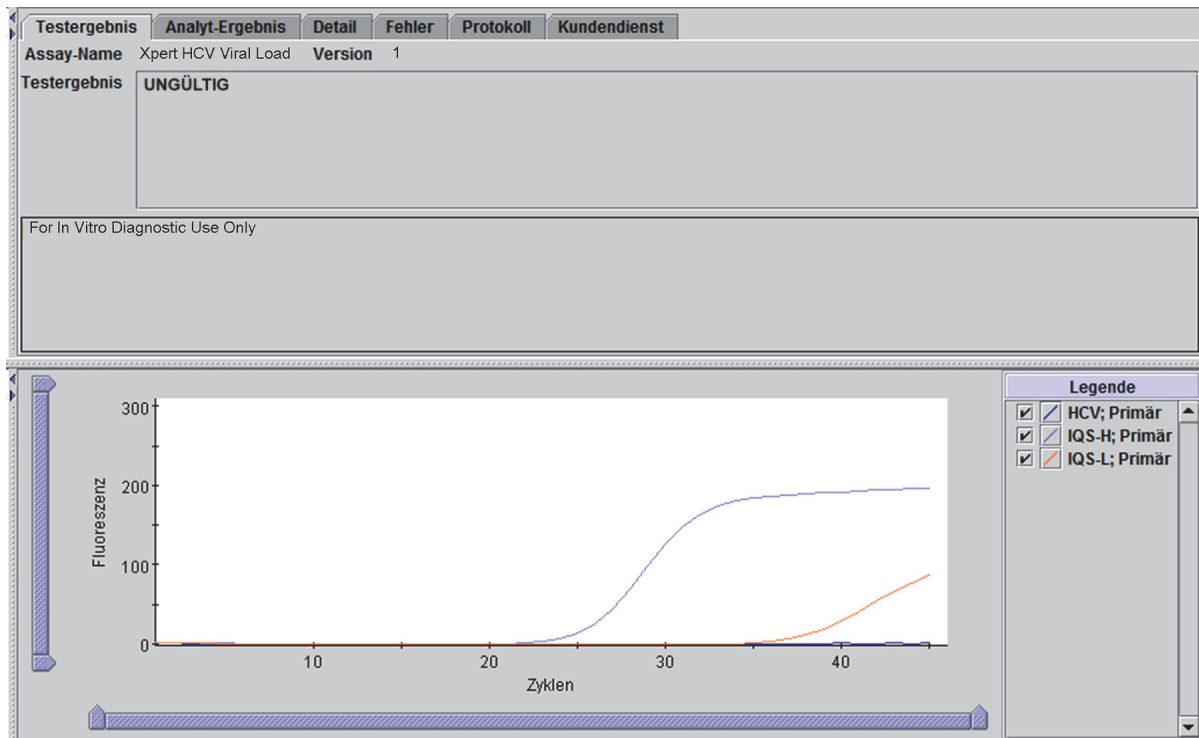 Testergebnis Analyt-Ergebnis Detail Fehler Protokoll Kundendienst
Assay-Name Xpert HCV Viral Load Version 1
Testergebnis UNGÜLTIG
For In Vitro Diagnostic Use Only
Legende
HCV; Primär
IQS-H; Primär
IQS-L; Primär
Fluoreszenz
300
200
100
0
10 20 30 40
Zyklen